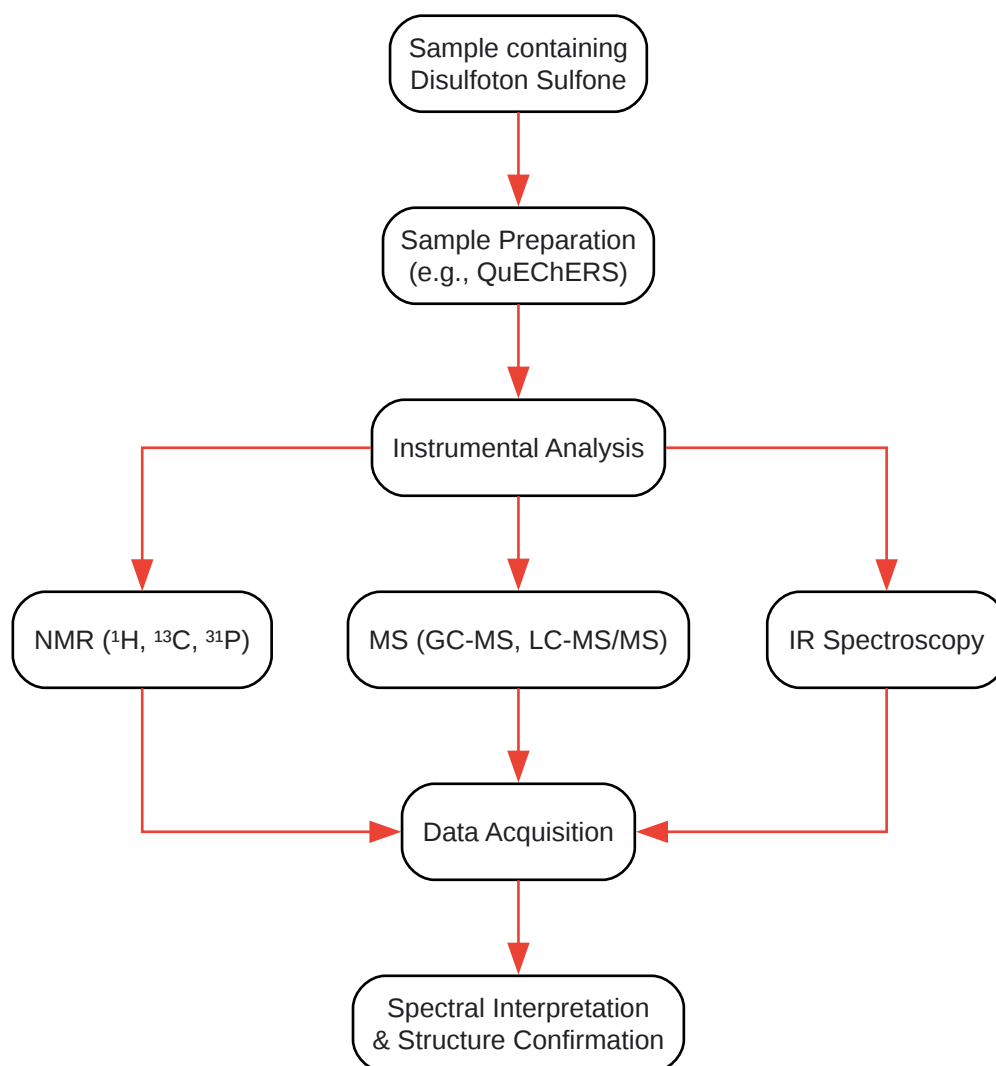 Sample containing
Disulfoton Sulfone
Sample Preparation
(e.g., QuEChERS)
Instrumental Analysis
NMR (¹H, ¹³C, ³¹P)
MS (GC-MS, LC-MS/MS)
IR Spectroscopy
Data Acquisition
Spectral Interpretation
& Structure Confirmation